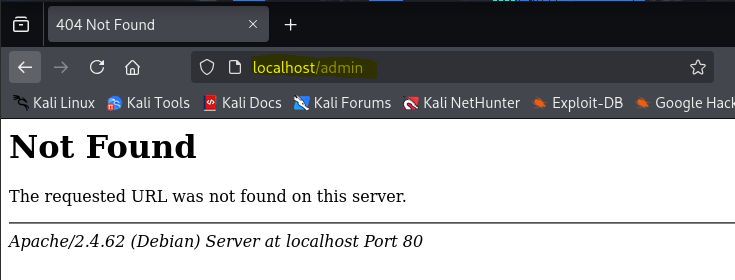 404 Not Found
localhost/admin
Kali Linux Kali Tools Kali Docs Kali Forums Kali NetHunter Exploit-DB Google Hack
Not Found
The requested URL was not found on this server.
Apache/2.4.62 (Debian) Server at localhost Port 80